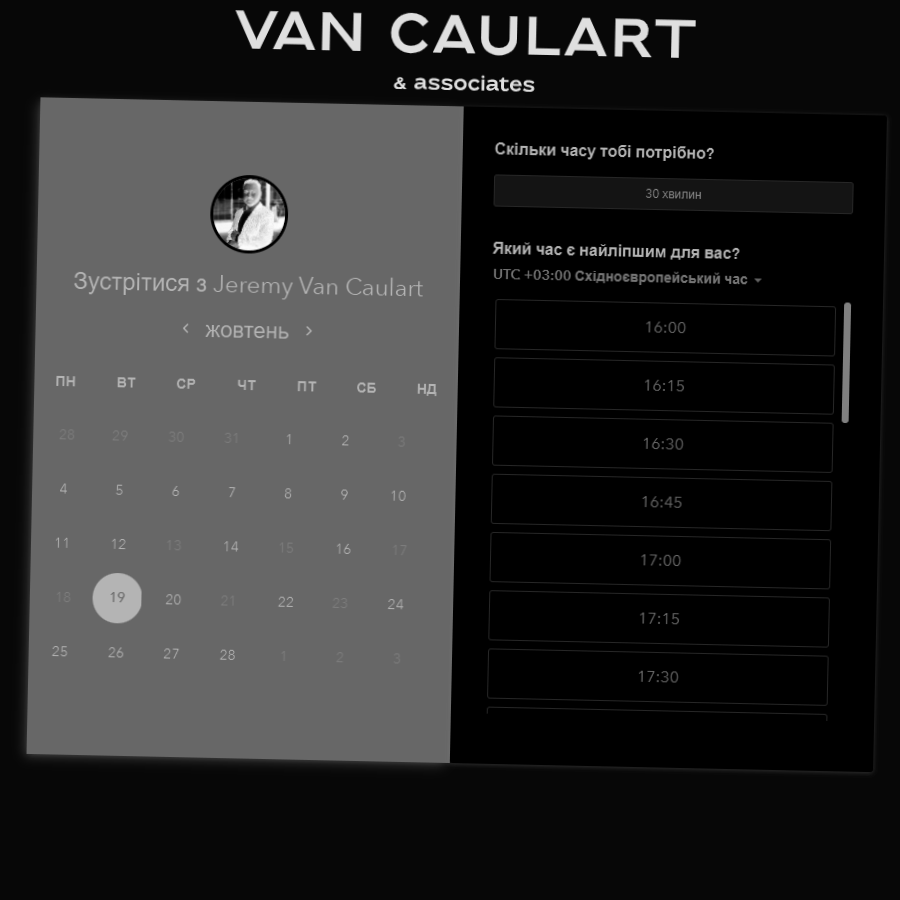 VAN CAULART
& associates
Зустрітися з Jeremy Van Caulart
жовтень
ПН ВТ СР ЧТ ПТ СБ НД
28 29 30 31 1 2 3
4 5 6 7 8 9 10
11 12 13 14 15 16 17
18 19 20 21 22 23 24
25 26 27 28 1 2 3
Скільки часу тобі потрібно?
30 хвилин
Який час є найліпшим для вас?
UTC +03:00 Східноєвропейський час
16:00
16:15
16:30
16:45
17:00
17:15
17:30